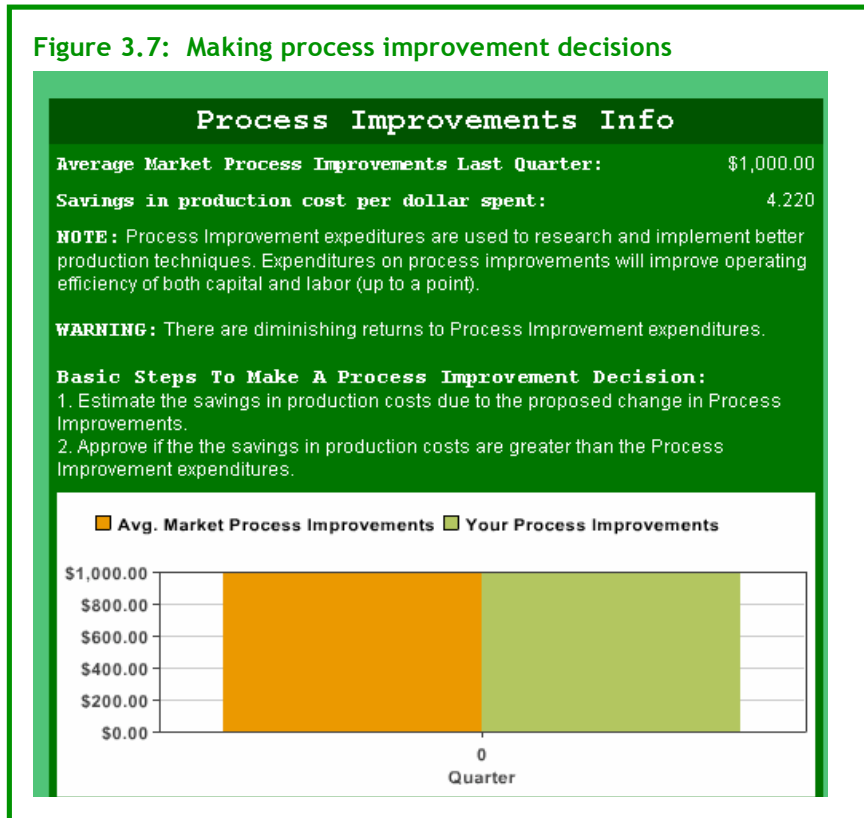 Figure 3.7: Making process improvement decisions
Process Improvements Info
Average Market Process Improvements Last Quarter: $1,000.00
Savings in production cost per dollar spent: 4.220
NOTE: Process Improvement expeditures are used to research and implement better
production techniques. Expenditures on process improvements will improve operating
efficiency of both capital and labor (up to a point).
WARNING: There are diminishing returns to Process Improvement expenditures.
Basic Steps To Make A Process Improvement Decision:
1. Estimate the savings in production costs due to the proposed change in Process
Improvements.
2. Approve if the the savings in production costs are greater than the Process
Improvement expenditures.
Avg. Market Process Improvements Your Process Improvements
$1,000.00
$800.00
$600.00
$400.00
$200.00
$0.00
0
Quarter